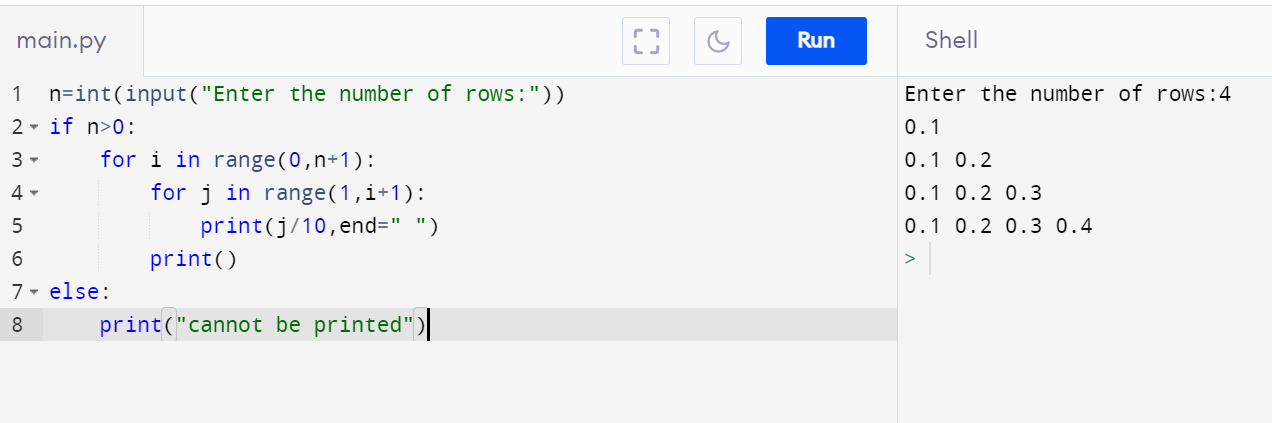 main.py Run Shell
1 n=int(input("Enter the number of rows:"))
2 if n>0:
3     for i in range(0,n+1):
4         for j in range(1,i+1):
5             print(j/10,end=" ")
6         print()
7 else:
8     print("cannot be printed")
Enter the number of rows:4
0.1
0.1 0.2
0.1 0.2 0.3
0.1 0.2 0.3 0.4
>